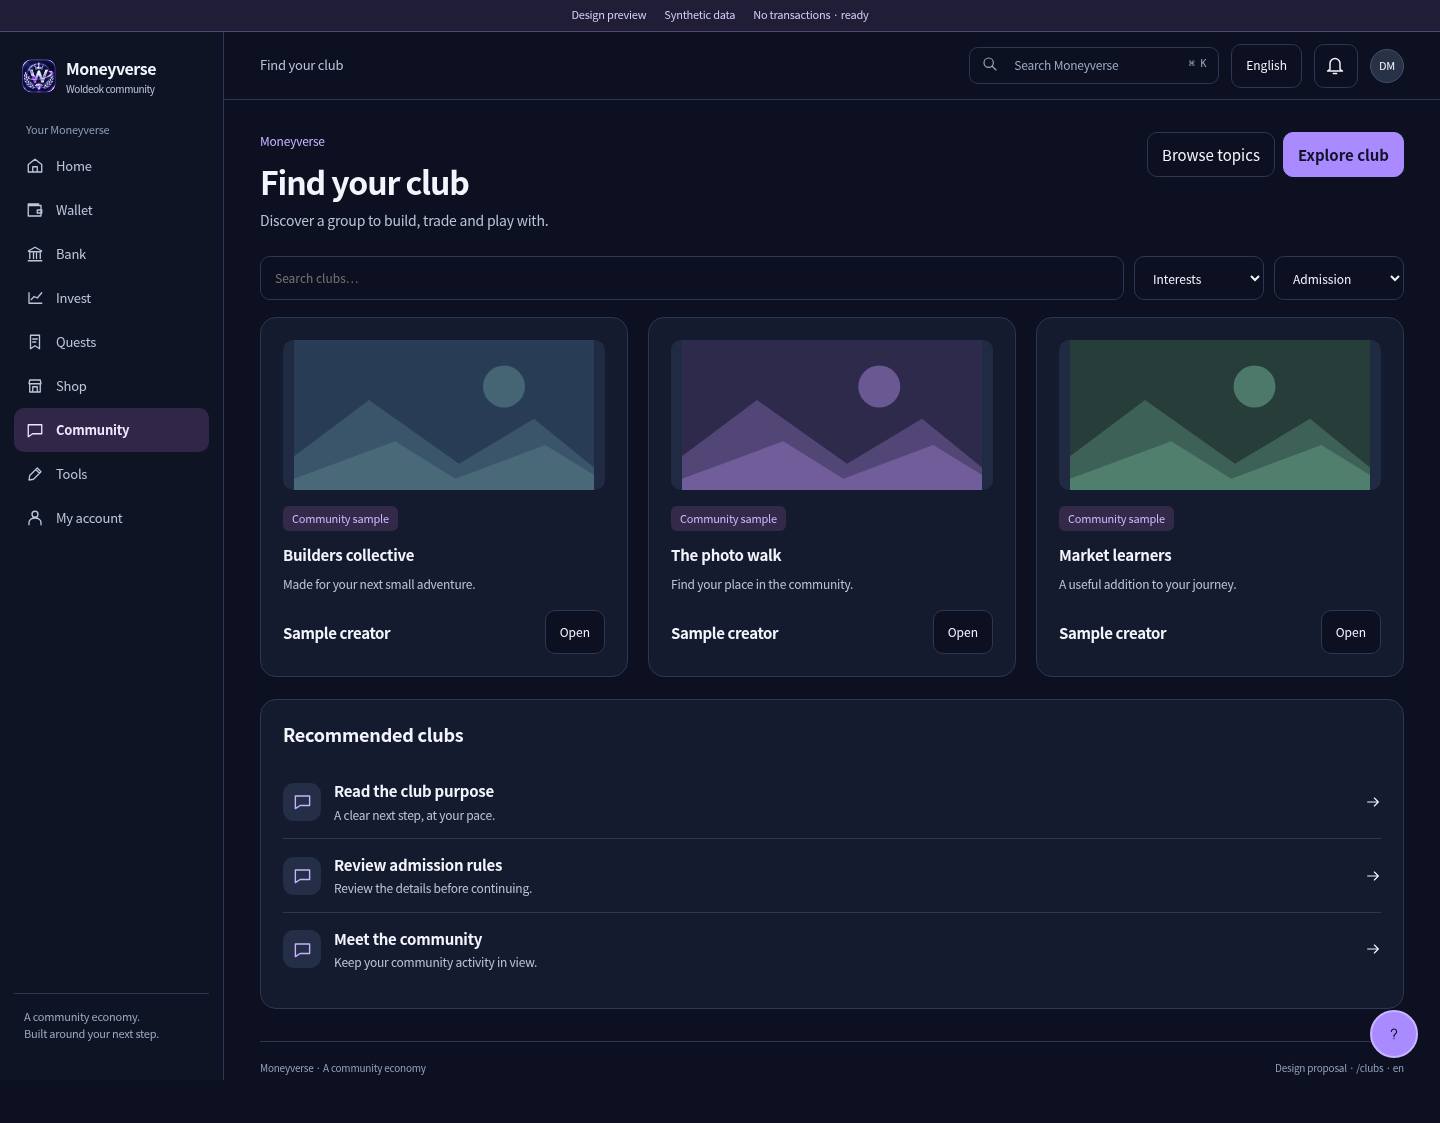 Design preview Synthetic data No transactions · ready
Moneyverse
Woldeok community
Your Moneyverse
Home
Wallet
Bank
Invest
Quests
Shop
Community
Tools
My account
A community economy.
Built around your next step.
Find your club
Search Moneyverse ⌘ K
English
DM
Moneyverse
Find your club
Discover a group to build, trade and play with.
Browse topics
Explore club
Search clubs…
Interests
Admission
Community sample
Builders collective
Made for your next small adventure.
Sample creator
Open
Community sample
The photo walk
Find your place in the community.
Sample creator
Open
Community sample
Market learners
A useful addition to your journey.
Sample creator
Open
Recommended clubs
Read the club purpose
A clear next step, at your pace.
Review admission rules
Review the details before continuing.
Meet the community
Keep your community activity in view.
?
Moneyverse · A community economy
Design proposal · /clubs · en